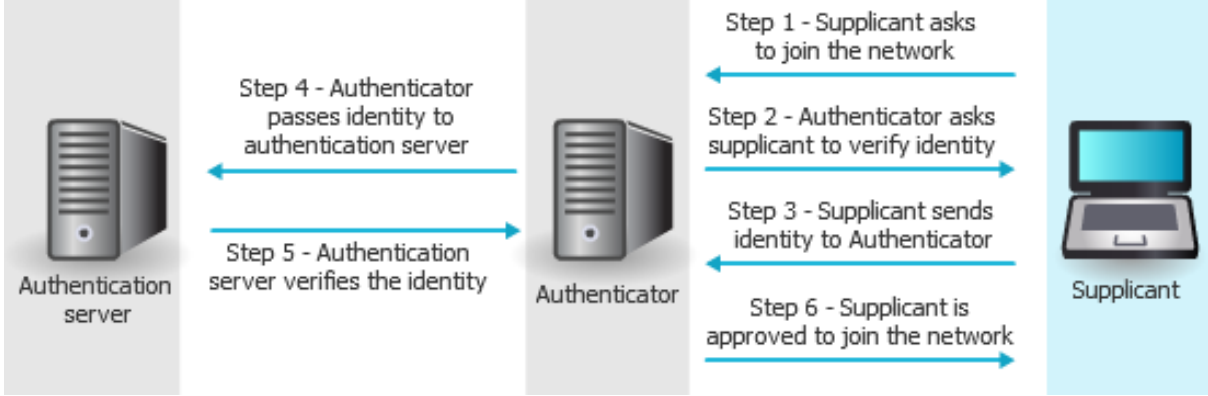 Step 1 - Supplicant asks
to join the network
Step 4 - Authenticator
passes identity to
authentication server
Step 2 - Authenticator asks
supplicant to verify identity
Step 3 - Supplicant sends
identity to Authenticator
Step 5 - Authentication
server verifies the identity
Authentication
server
Authenticator
Supplicant
Step 6 - Supplicant is
approved to join the network